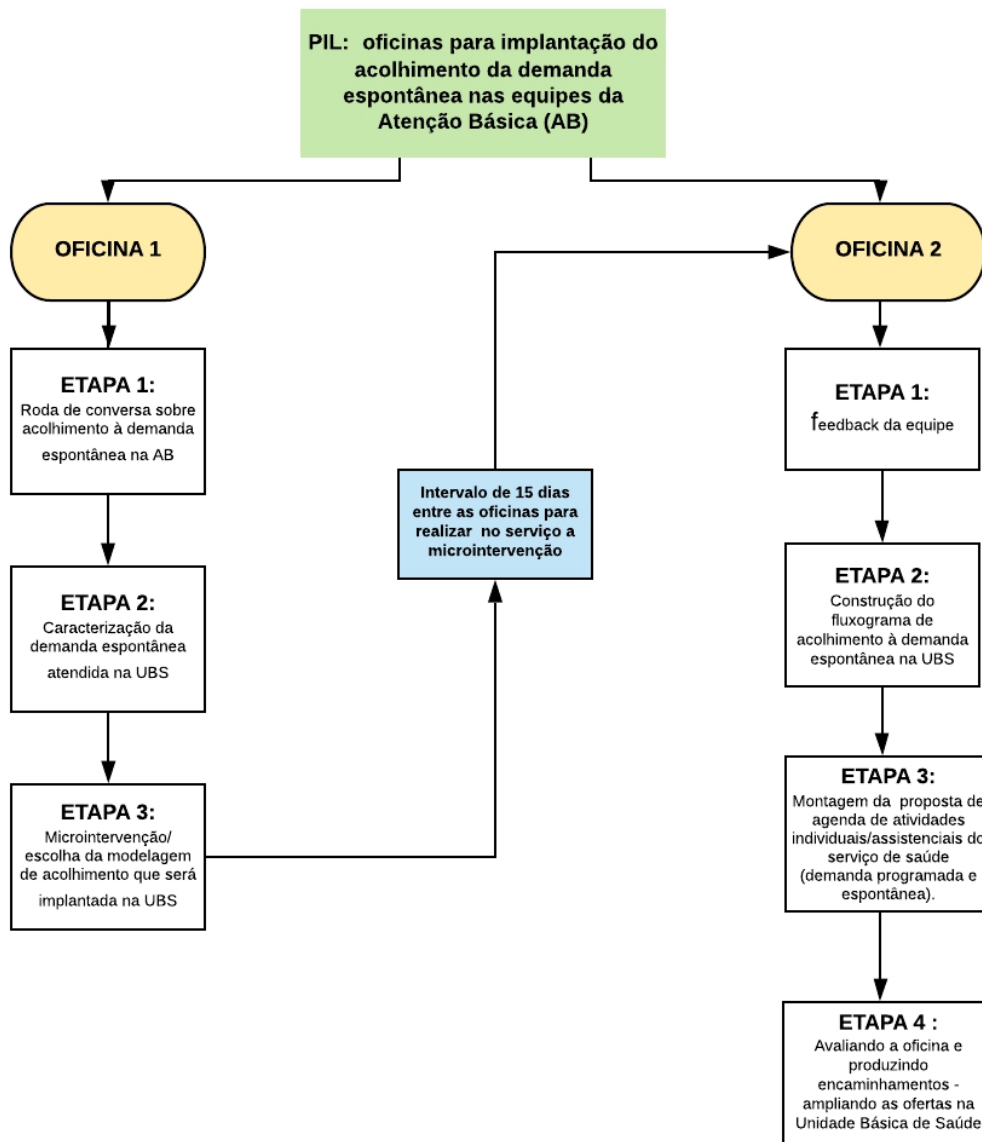 PIL: oficinas para implantação do
acolhimento da demanda
espontânea nas equipes da
Atenção Básica (AB)
OFICINA 1
ETAPA 1:
Roda de conversa sobre
acolhimento à demanda
espontânea na AB
ETAPA 2:
Caracterização da
demanda espontânea
atendida na UBS
ETAPA 3:
Microintervenção/
escolha da modelagem
de acolhimento que será
implantada na UBS
Intervalo de 15 dias
entre as oficinas para
realizar no serviço a
microintervenção
OFICINA 2
ETAPA 1:
feedback da equipe
ETAPA 2:
Construção do
fluxograma de
acolhimento à demanda
espontânea na UBS
ETAPA 3:
Montagem da proposta de
agenda de atividades
individuais/assistenciais do
serviço de saúde
(demanda programada e
espontânea).
ETAPA 4 :
Avaliando a oficina e
produzindo
encaminhamentos -
ampliando as ofertas na
Unidade Básica de Saúde